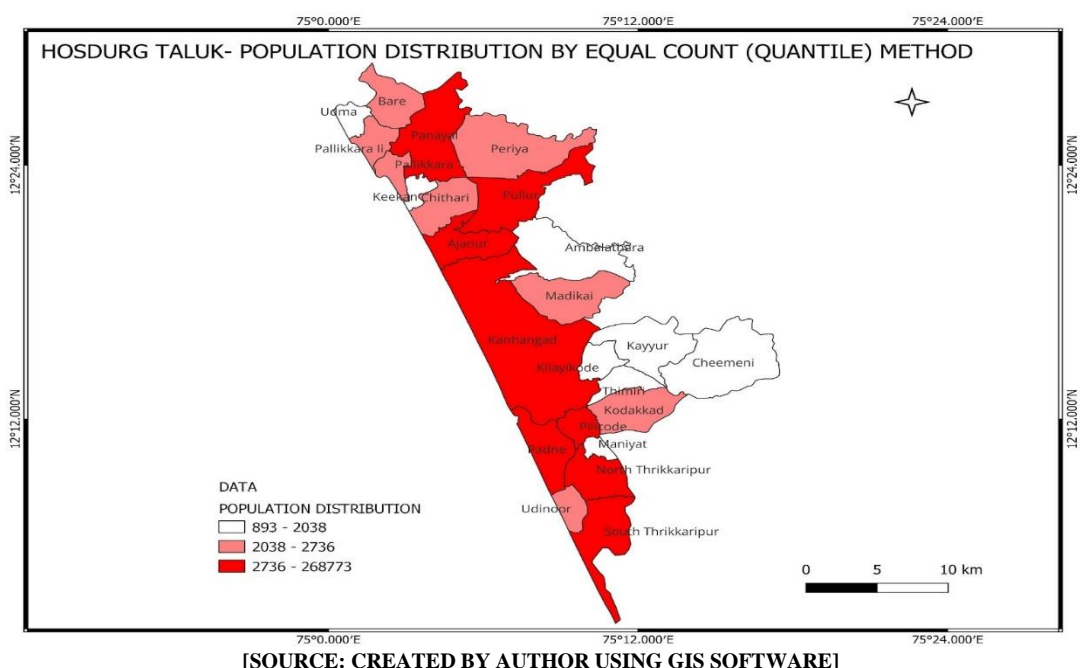 75°0.000'E 75°12.000'E 75°24.000'E
HOSDURG TALUK- POPULATION DISTRIBUTION BY EQUAL COUNT (QUANTILE) METHOD
Bare
Udma
Panayal
Pallikkara Ii
Periya
12°24.000'N 12°24.000'N
Pallikkara
Keekan Chithari
Pullur
Ajanur
Ambalathara
Madikai
Kanhangad
Kayyur
Cheemeni
Kilayikode
Thimiri
Kodakkad
12°12.000'N 12°12.000'N
Pilicode
Maniyat
Padne
North Thrikkaripur
DATA
POPULATION DISTRIBUTION
Udinoor
893 - 2038
South Thrikkaripur
2038 - 2736
2736 - 268773
0 5 10 km
75°0.000'E 75°12.000'E 75°24.000'E
[SOURCE: CREATED BY AUTHOR USING GIS SOFTWARE]